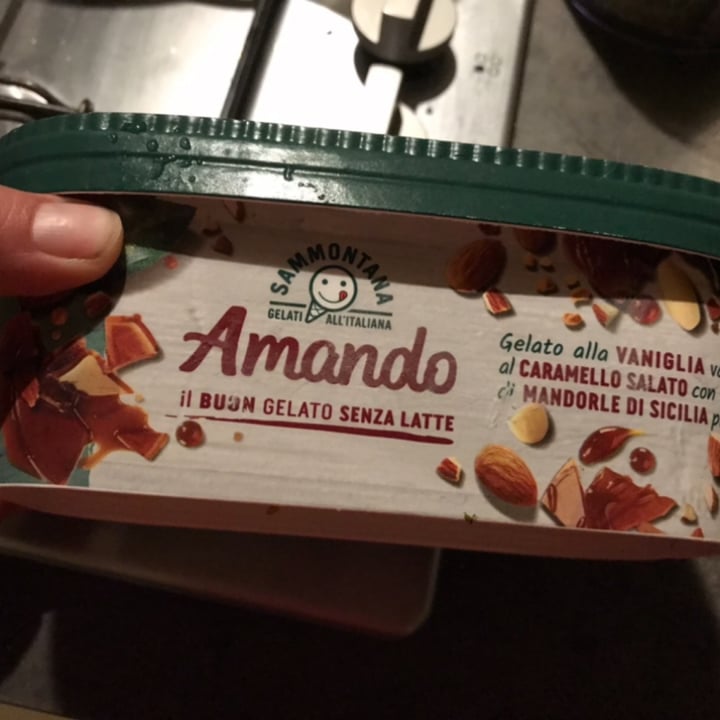 SAMMONTANA
GELATI ALL'ITALIANA
Amando
il BUON GELATO SENZA LATTE
Gelato alla VANIGLIA
al CARAMELLO SALATO con
di MANDORLE DI SICILIA